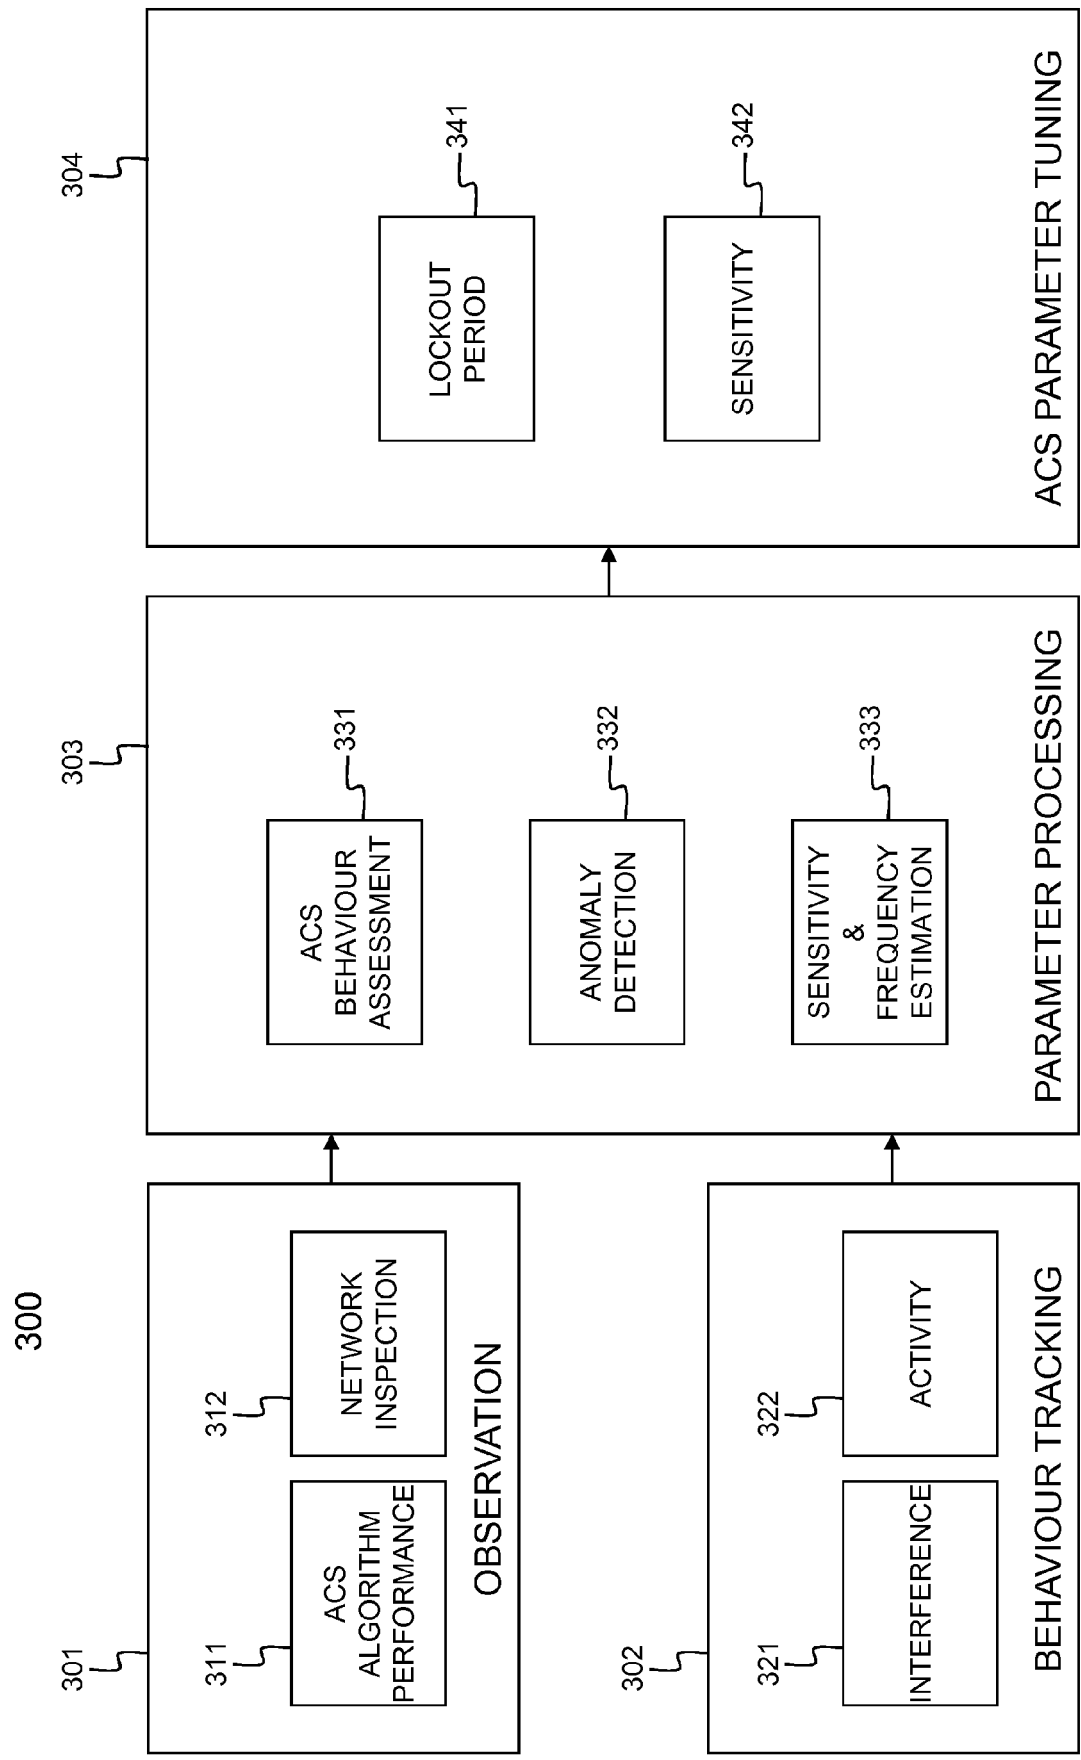 300
301
311
ACS
ALGORITHM
PERFORMANCE
312
NETWORK
INSPECTION
OBSERVATION
302
321
INTERFERENCE
322
ACTIVITY
BEHAVIOUR TRACKING
303
331
ACS
BEHAVIOUR
ASSESSMENT
332
ANOMALY
DETECTION
333
SENSITIVITY
&
FREQUENCY
ESTIMATION
PARAMETER PROCESSING
304
341
LOCKOUT
PERIOD
342
SENSITIVITY
ACS PARAMETER TUNING